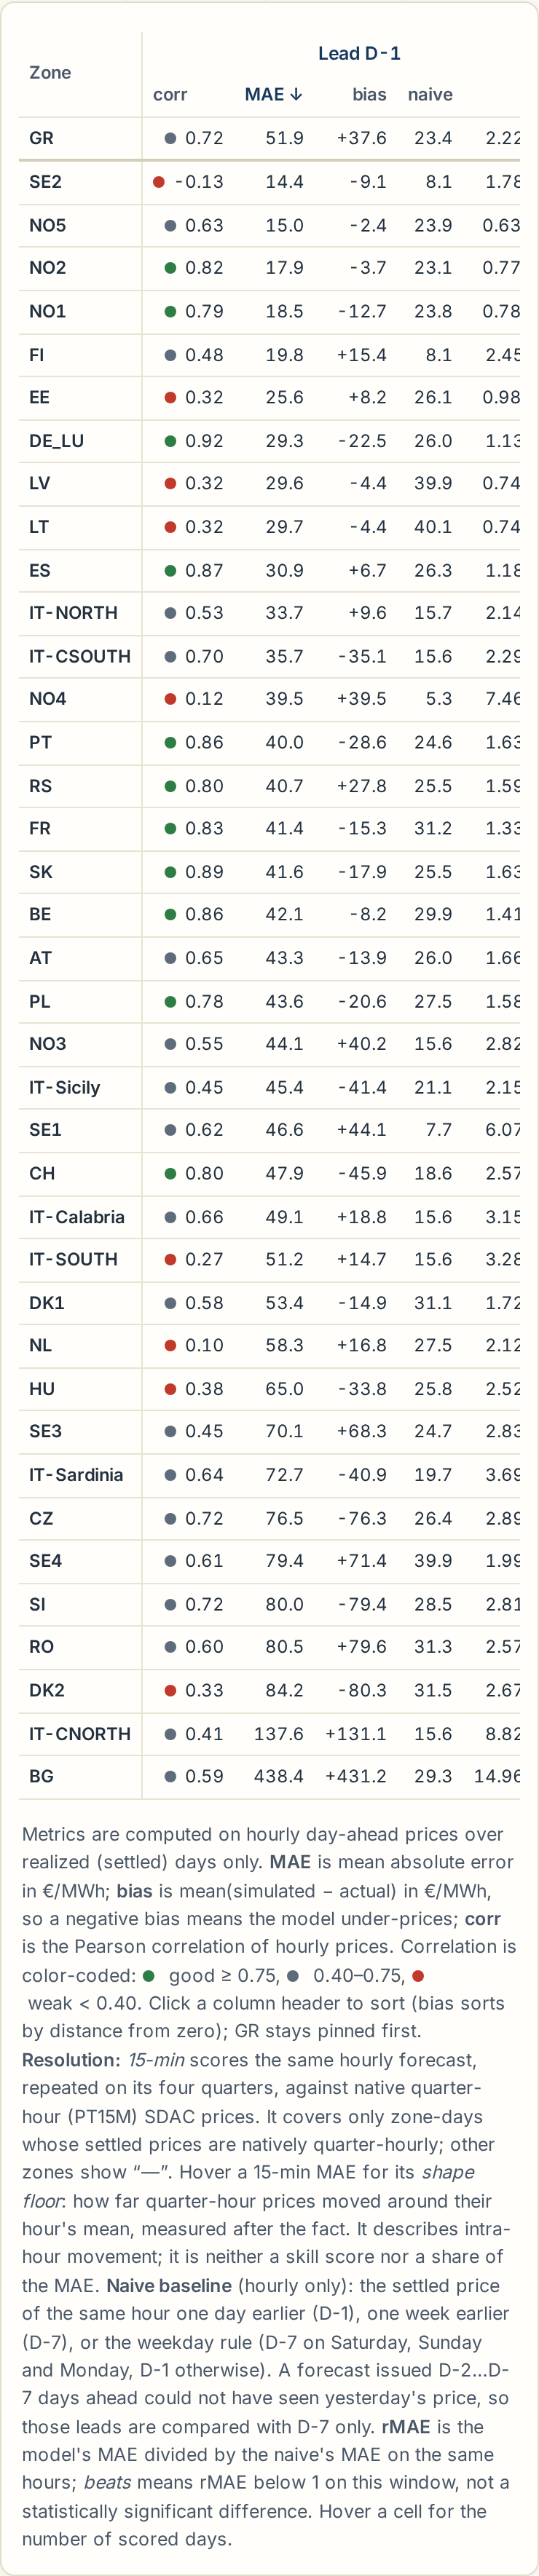 Lead D-1
Zone corr MAE ↓ bias naive
GR 0.72 51.9 +37.6 23.4 2.22
SE2 -0.13 14.4 -9.1 8.1 1.78
NO5 0.63 15.0 -2.4 23.9 0.63
NO2 0.82 17.9 -3.7 23.1 0.77
NO1 0.79 18.5 -12.7 23.8 0.78
FI 0.48 19.8 +15.4 8.1 2.45
EE 0.32 25.6 +8.2 26.1 0.98
DE_LU 0.92 29.3 -22.5 26.0 1.13
LV 0.32 29.6 -4.4 39.9 0.74
LT 0.32 29.7 -4.4 40.1 0.74
ES 0.87 30.9 +6.7 26.3 1.18
IT-NORTH 0.53 33.7 +9.6 15.7 2.14
IT-CSOUTH 0.70 35.7 -35.1 15.6 2.29
NO4 0.12 39.5 +39.5 5.3 7.46
PT 0.86 40.0 -28.6 24.6 1.63
RS 0.80 40.7 +27.8 25.5 1.59
FR 0.83 41.4 -15.3 31.2 1.33
SK 0.89 41.6 -17.9 25.5 1.63
BE 0.86 42.1 -8.2 29.9 1.41
AT 0.65 43.3 -13.9 26.0 1.66
PL 0.78 43.6 -20.6 27.5 1.58
NO3 0.55 44.1 +40.2 15.6 2.82
IT-Sicily 0.45 45.4 -41.4 21.1 2.15
SE1 0.62 46.6 +44.1 7.7 6.07
CH 0.80 47.9 -45.9 18.6 2.57
IT-Calabria 0.66 49.1 +18.8 15.6 3.15
IT-SOUTH 0.27 51.2 +14.7 15.6 3.28
DK1 0.58 53.4 -14.9 31.1 1.72
NL 0.10 58.3 +16.8 27.5 2.12
HU 0.38 65.0 -33.8 25.8 2.52
SE3 0.45 70.1 +68.3 24.7 2.83
IT-Sardinia 0.64 72.7 -40.9 19.7 3.69
CZ 0.72 76.5 -76.3 26.4 2.89
SE4 0.61 79.4 +71.4 39.9 1.99
SI 0.72 80.0 -79.4 28.5 2.81
RO 0.60 80.5 +79.6 31.3 2.57
DK2 0.33 84.2 -80.3 31.5 2.67
IT-CNORTH 0.41 137.6 +131.1 15.6 8.82
BG 0.59 438.4 +431.2 29.3 14.96
Metrics are computed on hourly day-ahead prices over
realized (settled) days only. MAE is mean absolute error
in €/MWh; bias is mean(simulated − actual) in €/MWh,
so a negative bias means the model under-prices; corr
is the Pearson correlation of hourly prices. Correlation is
color-coded: good ≥ 0.75, 0.40–0.75,
weak < 0.40. Click a column header to sort (bias sorts
by distance from zero); GR stays pinned first.
Resolution: 15-min scores the same hourly forecast,
repeated on its four quarters, against native quarter-
hour (PT15M) SDAC prices. It covers only zone-days
whose settled prices are natively quarter-hourly; other
zones show “—”. Hover a 15-min MAE for its shape
floor: how far quarter-hour prices moved around their
hour's mean, measured after the fact. It describes intra-
hour movement; it is neither a skill score nor a share of
the MAE. Naive baseline (hourly only): the settled price
of the same hour one day earlier (D-1), one week earlier
(D-7), or the weekday rule (D-7 on Saturday, Sunday
and Monday, D-1 otherwise). A forecast issued D-2…D-
7 days ahead could not have seen yesterday's price, so
those leads are compared with D-7 only. rMAE is the
model's MAE divided by the naive's MAE on the same
hours; beats means rMAE below 1 on this window, not a
statistically significant difference. Hover a cell for the
number of scored days.